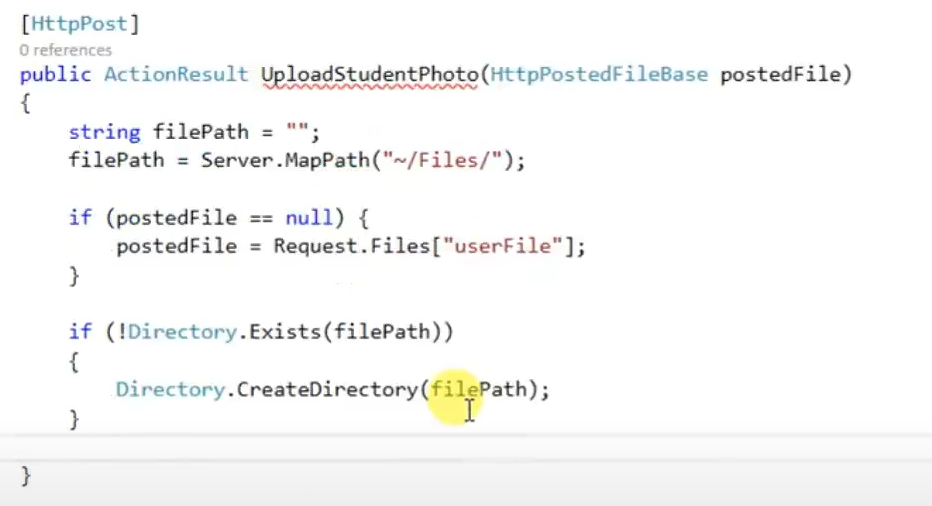 [HttpPost]
0 references
public ActionResult UploadStudentPhoto(HttpPostedFileBase postedFile)
{
string filePath = "";
filePath = Server.MapPath("~/Files/");
if (postedFile == null) {
postedFile = Request.Files["userFile"];
}
if (!Directory.Exists(filePath))
{
Directory.CreateDirectory(filePath);
}
}